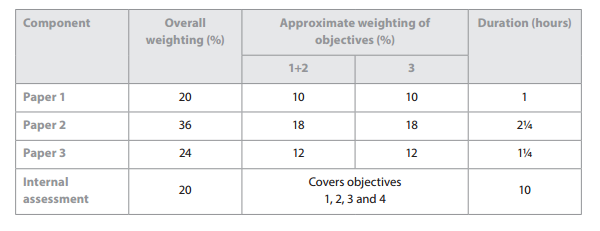 Component Overall Approximate weighting of Duration (hours)
weighting (%) objectives (%)
1+2 3
Paper 1 20 10 10 1
Paper 2 36 18 18 2¼
Paper 3 24 12 12 1¼
Internal Covers objectives
assessment 20 1, 2, 3 and 4 10